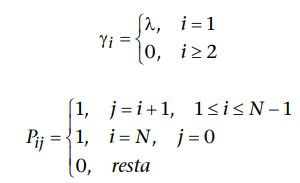 γᵢ = { λ, i = 1
0, i ≥ 2
Pᵢⱼ = { 1, j = i+1, 1 ≤ i ≤ N−1
1, i = N, j = 0
0, resta